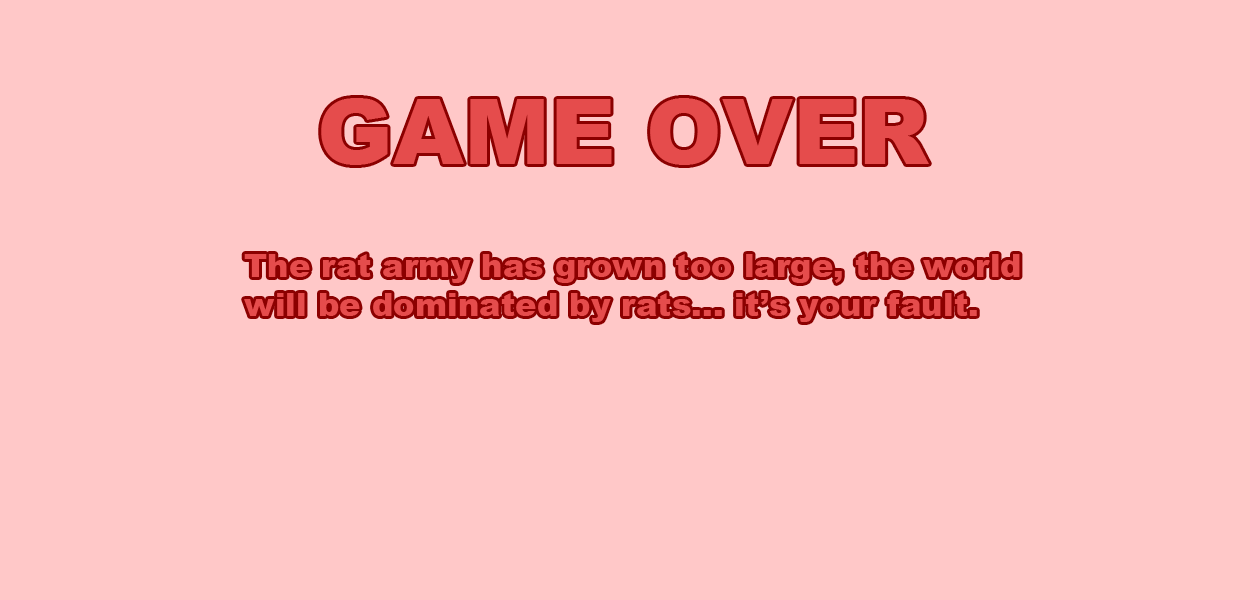 GAME OVER
The rat army has grown too large, the world
will be dominated by rats... it’s your fault.